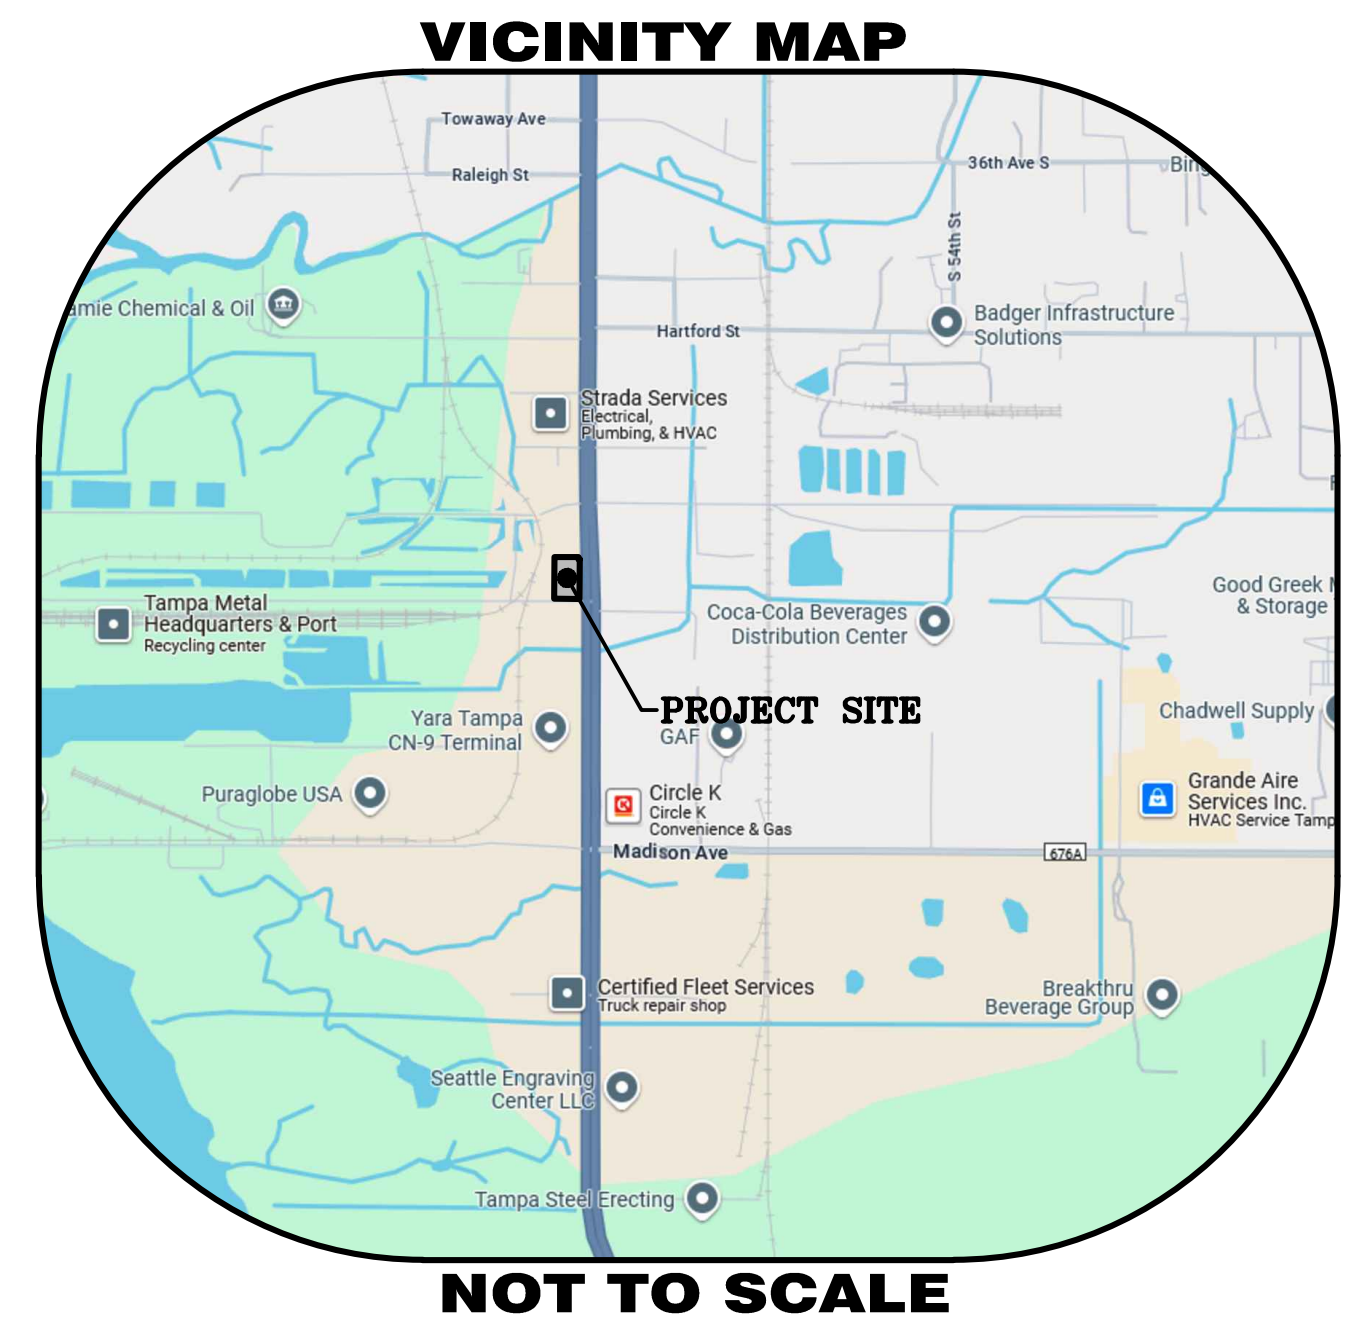 VICINITY MAP
Towaway Ave
Raleigh St
36th Ave S
Bing
S 54th St
amie Chemical & Oil
Badger Infrastructure
Solutions
Hartford St
Strada Services
Electrical,
Plumbing, & HVAC
Good Greek M
& Storage
Tampa Metal
Headquarters & Port
Recycling center
Coca-Cola Beverages
Distribution Center
PROJECT SITE
Yara Tampa
CN-9 Terminal
GAF
Chadwell Supply
Puraglobe USA
Circle K
Circle K
Convenience & Gas
Grande Aire
Services Inc.
HVAC Service Tamp
Madison Ave
676A
Certified Fleet Services
Truck repair shop
Breakthru
Beverage Group
Seattle Engraving
Center LLC
Tampa Steel Erecting
NOT TO SCALE